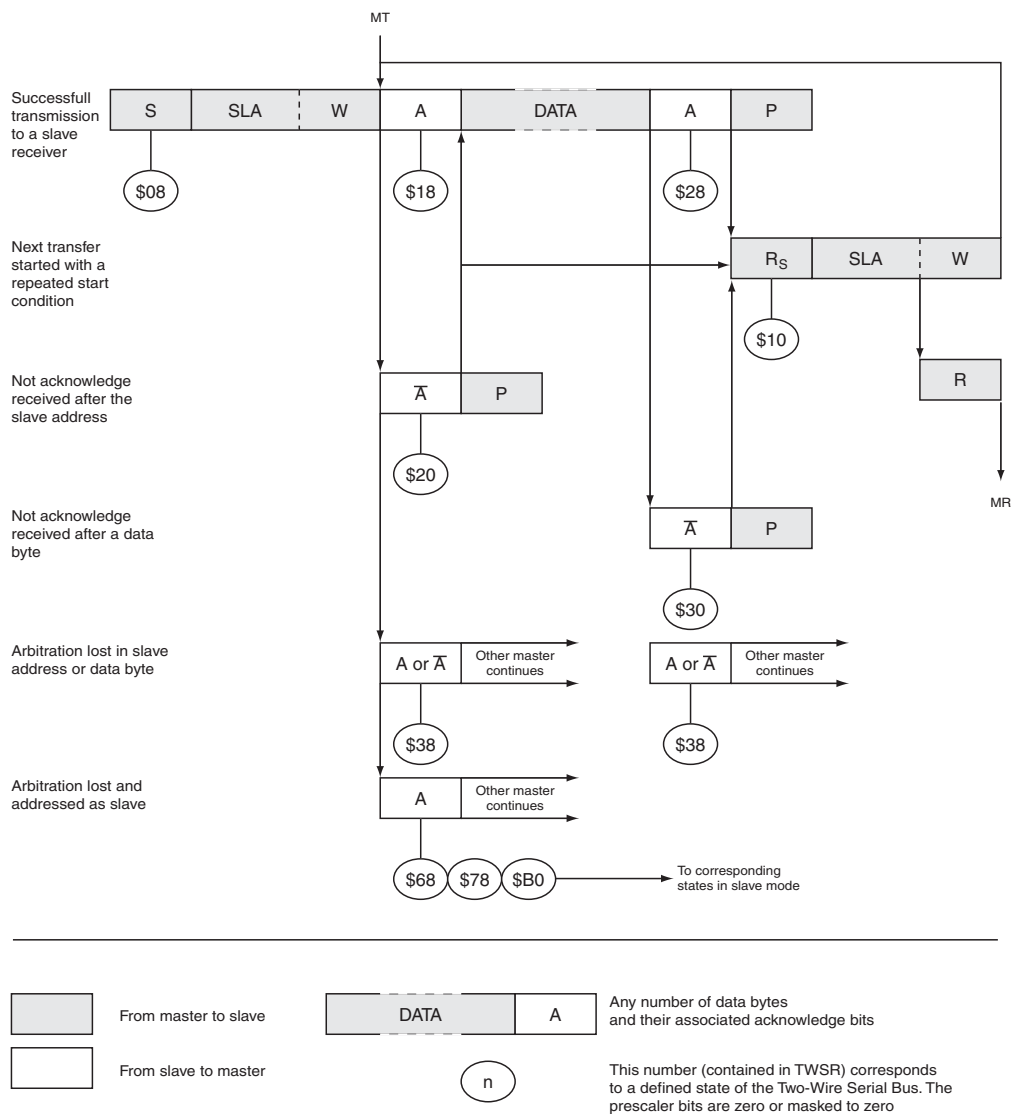 MT
Successfull
transmission
to a slave
receiver
S
SLA
W
A
DATA
A
P
$08
$18
$28
Next transfer
started with a
repeated start
condition
RS
SLA
W
$10
R
MR
Not acknowledge
received after the
slave address
A̅
P
$20
Not acknowledge
received after a data
byte
A̅
P
$30
Arbitration lost in slave
address or data byte
A or A̅
Other master
continues
A or A̅
Other master
continues
$38
$38
Arbitration lost and
addressed as slave
A
Other master
continues
$68
$78
$B0
To corresponding
states in slave mode
From master to slave
DATA
A
Any number of data bytes
and their associated acknowledge bits
From slave to master
n
This number (contained in TWSR) corresponds
to a defined state of the Two-Wire Serial Bus. The
prescaler bits are zero or masked to zero